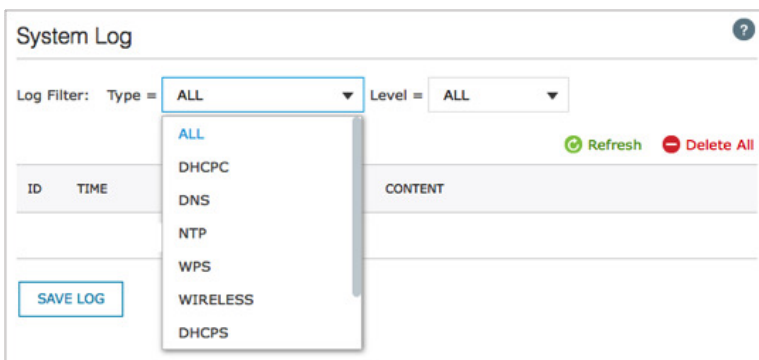 System Log
?
Log Filter: Type = ALL Level = ALL
ALL
DHCPC
DNS
NTP
WPS
WIRELESS
DHCPS
Refresh Delete All
ID TIME CONTENT
SAVE LOG